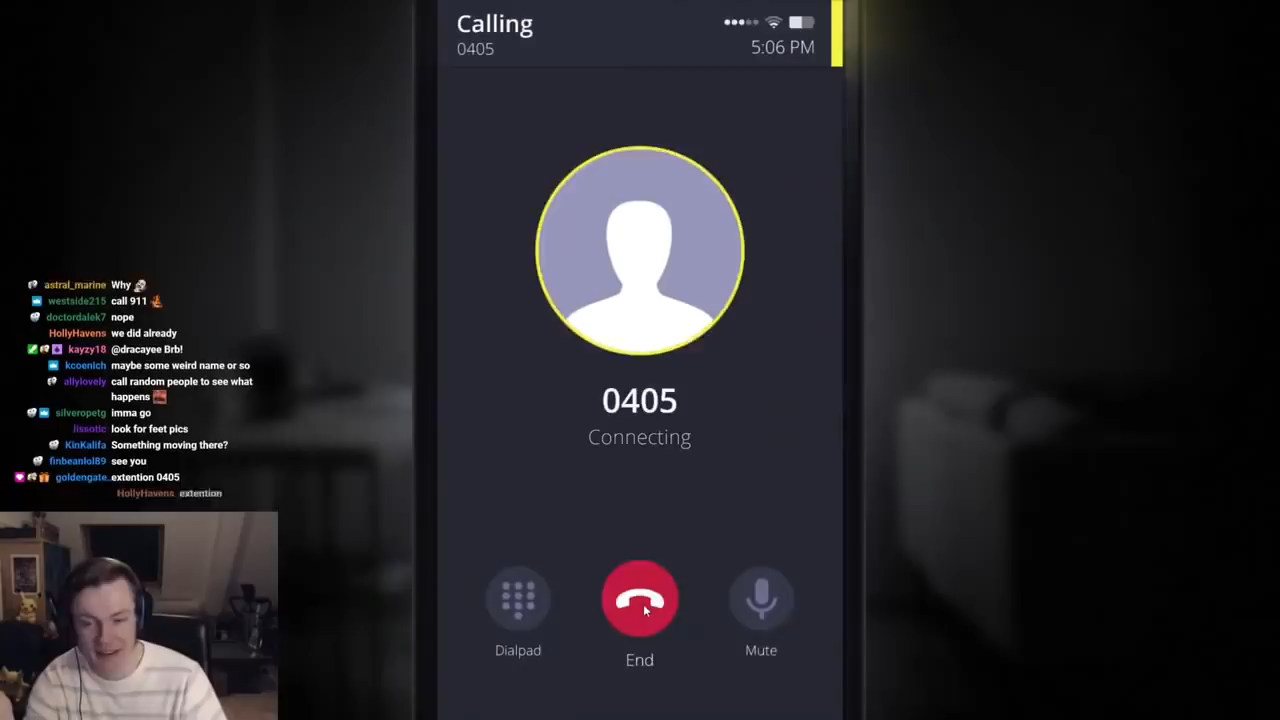 Calling
0405
5:06 PM
0405
Connecting
Dialpad
End
Mute
astral_marine Why
westside215 call 911
doctordalek7 nope
HollyHavens we did already
kayzy18 @dracayee Brb!
kcoenich maybe some weird name or so
allylovely call random people to see what
happens
silveropetg imma go
lissotic look for feet pics
KinKalifa Something moving there?
finbeanlol89 see you
goldengate… extention 0405
HollyHavens extention